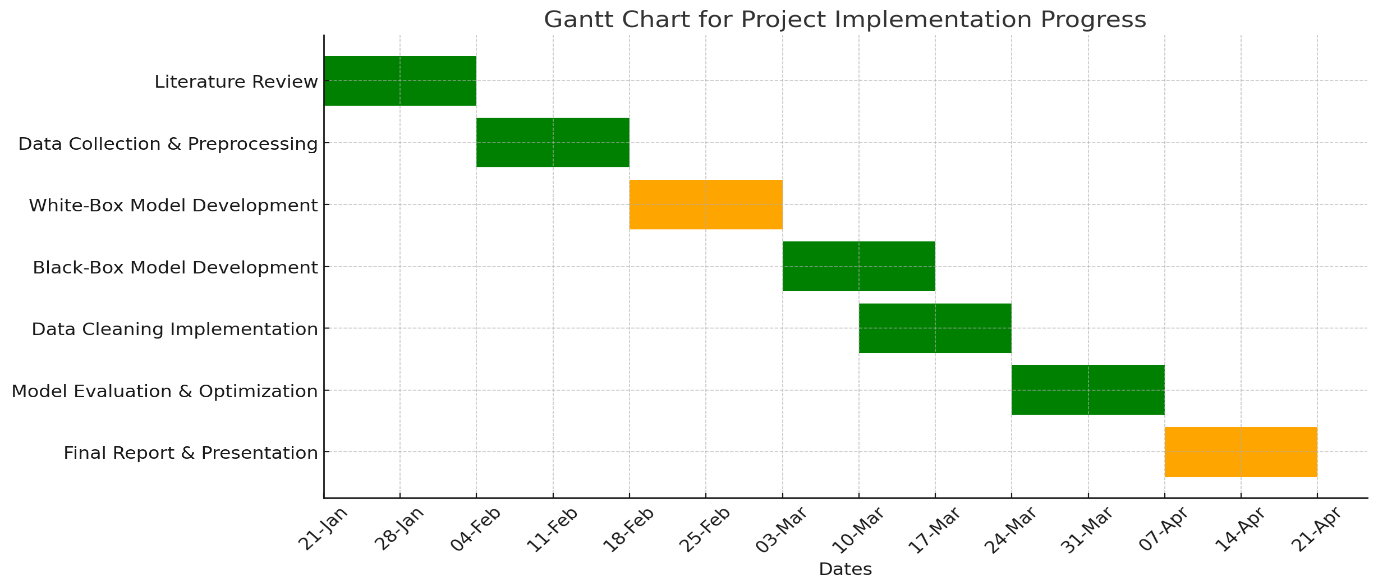 Gantt Chart for Project Implementation Progress
Literature Review
Data Collection & Preprocessing
White-Box Model Development
Black-Box Model Development
Data Cleaning Implementation
Model Evaluation & Optimization
Final Report & Presentation
21-Jan
28-Jan
04-Feb
11-Feb
18-Feb
25-Feb
03-Mar
10-Mar
17-Mar
24-Mar
31-Mar
07-Apr
14-Apr
21-Apr
Dates